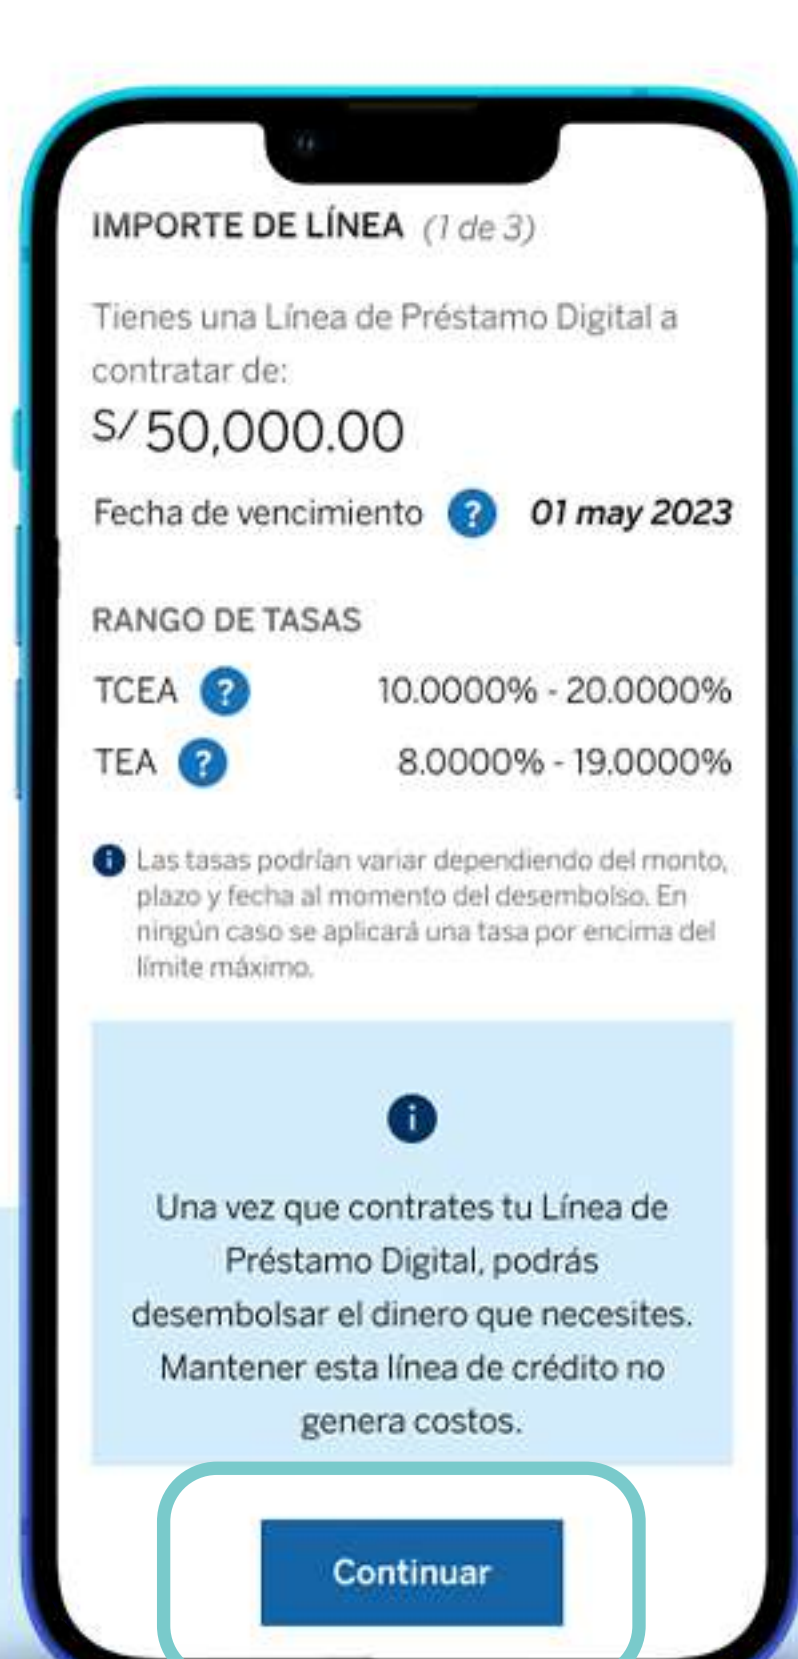 IMPORTE DE LÍNEA (1 de 3)
Tienes una Línea de Préstamo Digital a
contratar de:
S/50,000.00
Fecha de vencimiento ? 01 may 2023
RANGO DE TASAS
TCEA ? 10.0000% - 20.0000%
TEA ? 8.0000% - 19.0000%
i Las tasas podrían variar dependiendo del monto,
plazo y fecha al momento del desembolso. En
ningún caso se aplicará una tasa por encima del
límite máximo.
i
Una vez que contrates tu Línea de
Préstamo Digital, podrás
desembolsar el dinero que necesites.
Mantener esta línea de crédito no
genera costos.
Continuar